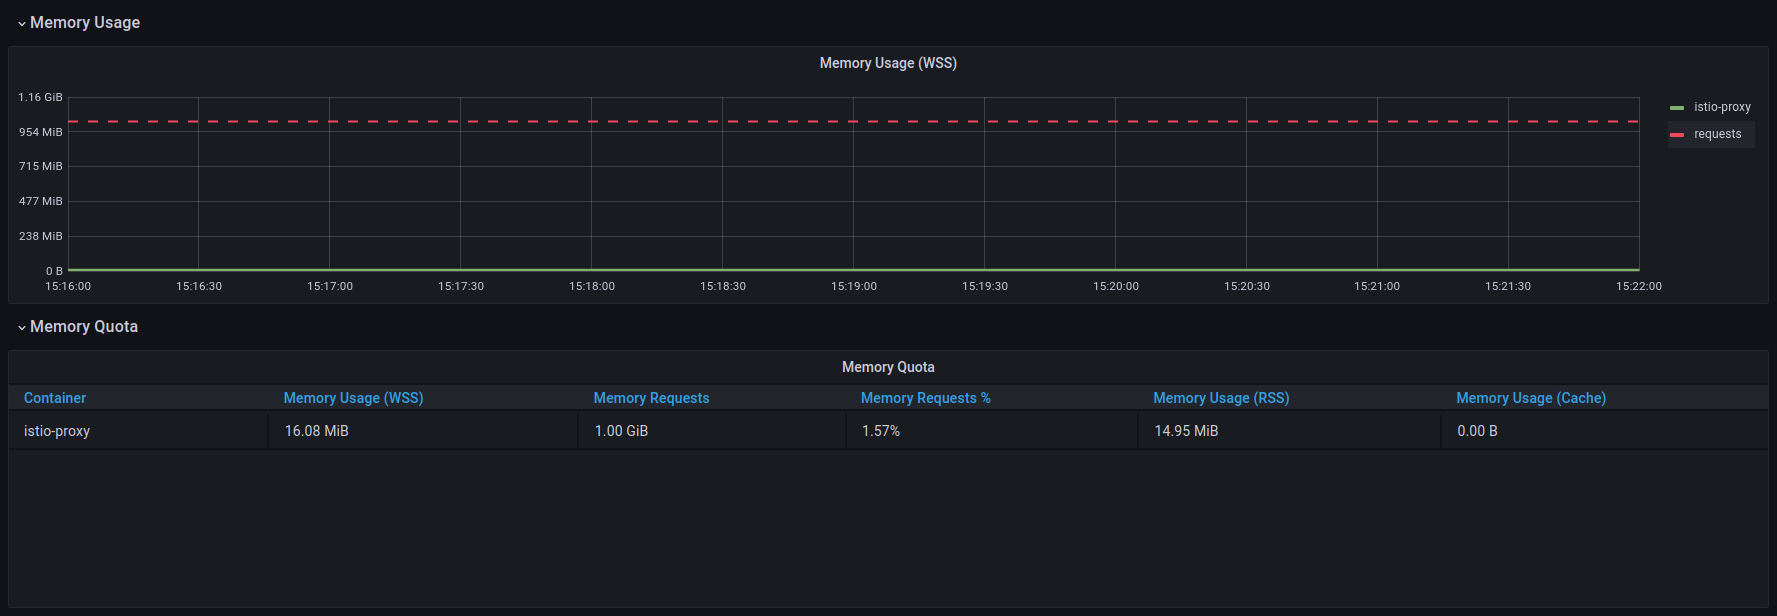 Memory Usage
Memory Usage (WSS)
1.16 GiB
954 MiB
715 MiB
477 MiB
238 MiB
0 B
15:16:00 15:16:30 15:17:00 15:17:30 15:18:00 15:18:30 15:19:00 15:19:30 15:20:00 15:20:30 15:21:00 15:21:30 15:22:00
istio-proxy
requests
Memory Quota
Memory Quota
Container Memory Usage (WSS) Memory Requests Memory Requests % Memory Usage (RSS) Memory Usage (Cache)
istio-proxy 16.08 MiB 1.00 GiB 1.57% 14.95 MiB 0.00 B